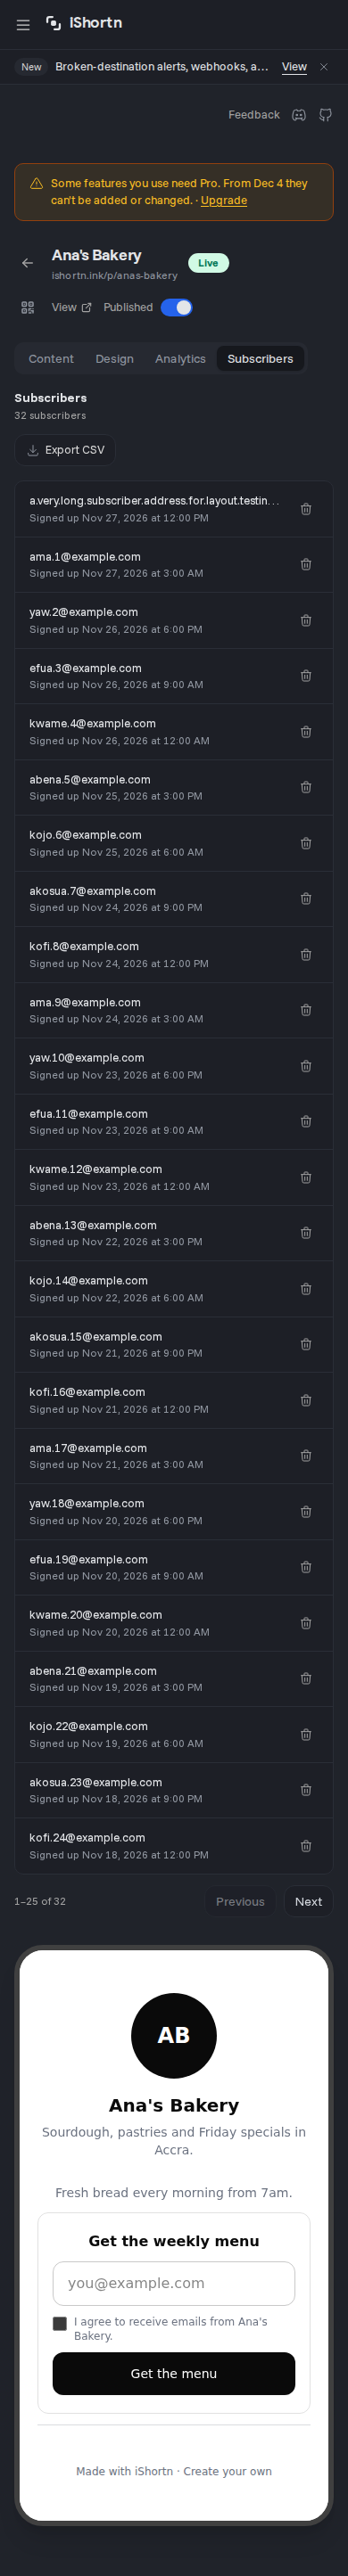 IShortn
New Broken-destination alerts, webhooks, a... View
Feedback
Some features you use need Pro. From Dec 4 they
can't be added or changed. · Upgrade
Ana's Bakery
ishortn.ink/p/anas-bakery
Live
View
Published
Content Design Analytics Subscribers
Subscribers
32 subscribers
Export CSV
a.very.long.subscriber.address.for.layout.testin...
Signed up Nov 27, 2026 at 12:00 PM
ama.1@example.com
Signed up Nov 27, 2026 at 3:00 AM
yaw.2@example.com
Signed up Nov 26, 2026 at 6:00 PM
efua.3@example.com
Signed up Nov 26, 2026 at 9:00 AM
kwame.4@example.com
Signed up Nov 26, 2026 at 12:00 AM
abena.5@example.com
Signed up Nov 25, 2026 at 3:00 PM
kojo.6@example.com
Signed up Nov 25, 2026 at 6:00 AM
akosua.7@example.com
Signed up Nov 24, 2026 at 9:00 PM
kofi.8@example.com
Signed up Nov 24, 2026 at 12:00 PM
ama.9@example.com
Signed up Nov 24, 2026 at 3:00 AM
yaw.10@example.com
Signed up Nov 23, 2026 at 6:00 PM
efua.11@example.com
Signed up Nov 23, 2026 at 9:00 AM
kwame.12@example.com
Signed up Nov 23, 2026 at 12:00 AM
abena.13@example.com
Signed up Nov 22, 2026 at 3:00 PM
kojo.14@example.com
Signed up Nov 22, 2026 at 6:00 AM
akosua.15@example.com
Signed up Nov 21, 2026 at 9:00 PM
kofi.16@example.com
Signed up Nov 21, 2026 at 12:00 PM
ama.17@example.com
Signed up Nov 21, 2026 at 3:00 AM
yaw.18@example.com
Signed up Nov 20, 2026 at 6:00 PM
efua.19@example.com
Signed up Nov 20, 2026 at 9:00 AM
kwame.20@example.com
Signed up Nov 20, 2026 at 12:00 AM
abena.21@example.com
Signed up Nov 19, 2026 at 3:00 PM
kojo.22@example.com
Signed up Nov 19, 2026 at 6:00 AM
akosua.23@example.com
Signed up Nov 18, 2026 at 9:00 PM
kofi.24@example.com
Signed up Nov 18, 2026 at 12:00 PM
1–25 of 32 Previous Next
AB
Ana's Bakery
Sourdough, pastries and Friday specials in
Accra.
Fresh bread every morning from 7am.
Get the weekly menu
you@example.com
I agree to receive emails from Ana's
Bakery.
Get the menu
Made with iShortn · Create your own